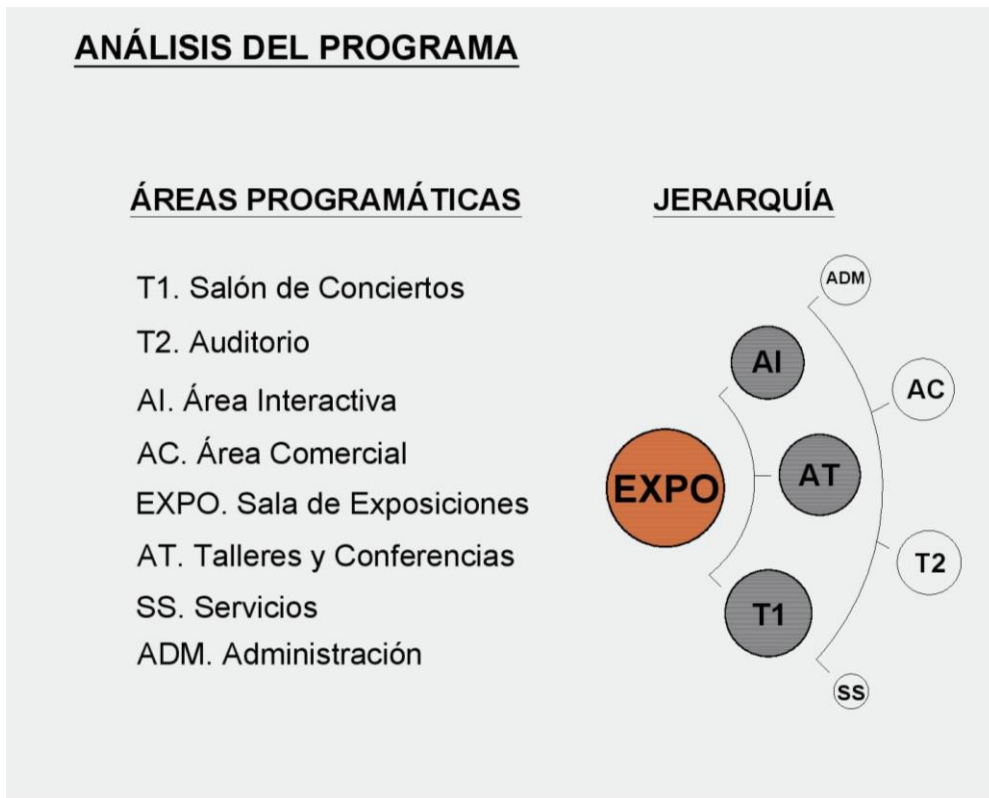 ANÁLISIS DEL PROGRAMA
ÁREAS PROGRAMÁTICAS
T1. Salón de Conciertos
T2. Auditorio
AI. Área Interactiva
AC. Área Comercial
EXPO. Sala de Exposiciones
AT. Talleres y Conferencias
SS. Servicios
ADM. Administración
JERARQUÍA
ADM
AI
AC
EXPO
AT
T2
T1
SS